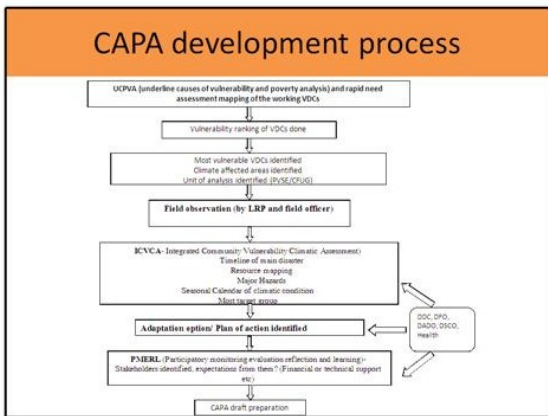 CAPA development process
UCPVA (underline causes of vulnerability and poverty analysis) and rapid need
assessment mapping of the working VDCs
Vulnerability ranking of VDCs done
Most vulnerable VDCs identified
Climate affected areas identified
Unit of analysis identified (PVSE/CFUG)
Field observation (by LRP and field officer)
ICVCA- Integrated Community Vulnerability Climatic Assessment)
Timeline of main disaster
Resource mapping
Major Hazards
Seasonal Calendar of climatic condition
Most target group
DDC, DFO,
DADO, DSCO,
Health
Adaptation option/ Plan of action identified
PMERL (Participatory monitoring evaluation reflection and learning)-
Stakeholders identified, expectations from them? (Financial or technical support
etc)
CAPA draft preparation